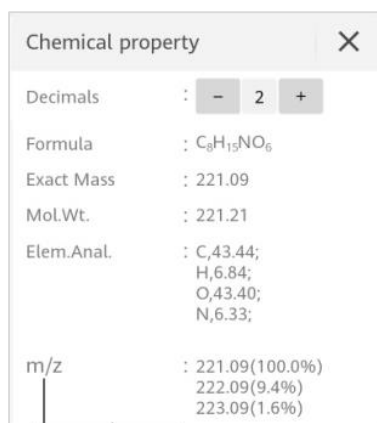 Chemical property ×
Decimals : − 2 +
Formula : C₈H₁₅NO₆
Exact Mass : 221.09
Mol.Wt. : 221.21
Elem.Anal. : C,43.44;
H,6.84;
O,43.40;
N,6.33;
m/z : 221.09(100.0%)
222.09(9.4%)
223.09(1.6%)